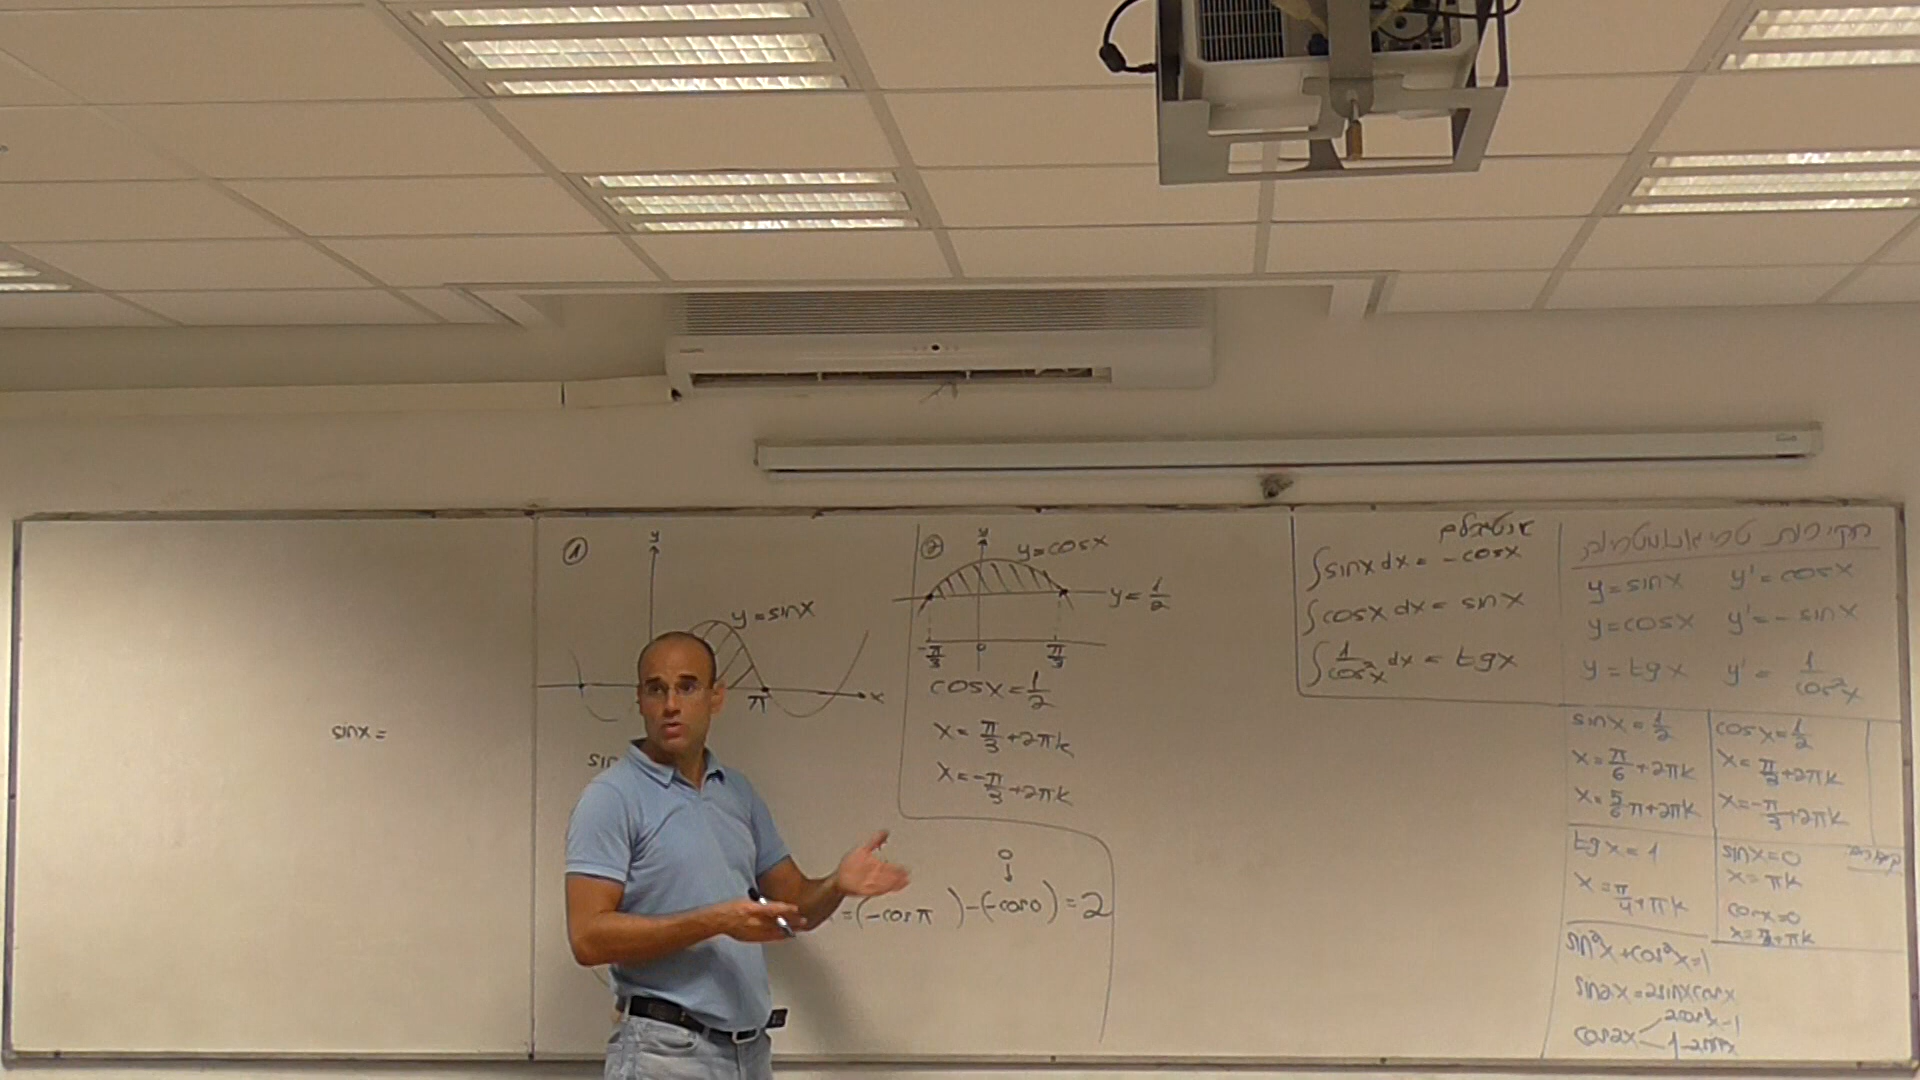 sinx =
①
y
y = sinx
π
x
sin
=(-cosπ )-(-cos0) = 2
0
②
y
y=cosx
y = 1/2
-π/3 0 π/3
cosx = 1/2
x = π/3 + 2πk
x = -π/3 + 2πk
אינטגרלים
∫sinx dx = -cosx
∫cosx dx = sinx
∫1/cos²x dx = tgx
y = sinx y' = cosx
y = cosx y' = -sinx
y = tgx y' = 1/cos²x
sinx = 1/2
x = π/6 + 2πk
x = 5/6 π + 2πk
cosx = 1/2
x = π/3 + 2πk
x = -π/3 + 2πk
tgx = 1
x = π/4 + πk
sinx = 0
x = πk
cosx = 0
x = π/2 + πk
sin²x + cos²x = 1
sin2x = 2sinxcosx
cos2x
2cos²x - 1
1 - 2sin²x